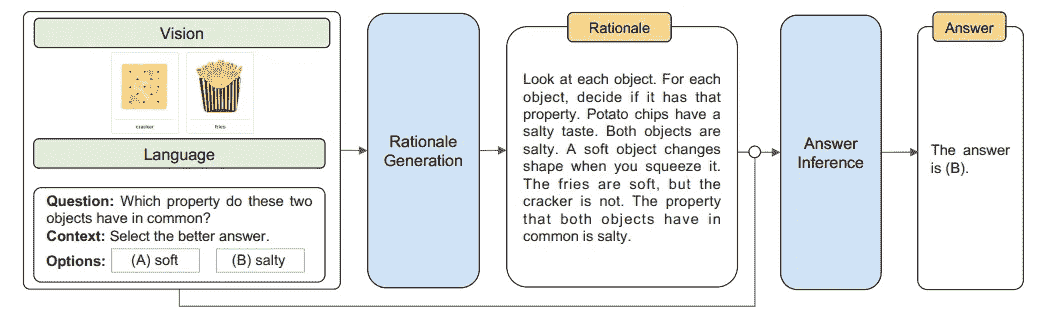 Vision
cracker
fries
Language
Question: Which property do these two
objects have in common?
Context: Select the better answer.
Options:
(A) soft
(B) salty
Rationale
Generation
Rationale
Look at each object. For each
object, decide if it has that
property. Potato chips have a
salty taste. Both objects are
salty. A soft object changes
shape when you squeeze it.
The fries are soft, but the
cracker is not. The property
that both objects have in
common is salty.
Answer
Inference
Answer
The answer
is (B).